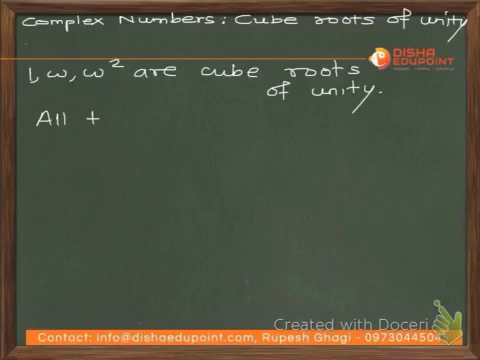 Complex Numbers: Cube roots of unity
DISHA
EDUPOINT
1, ω, ω² are cube roots
of unity.
All +
Created with Doceri
Contact: info@dishaedupoint.com, Rupesh Ghagi - 0973044504